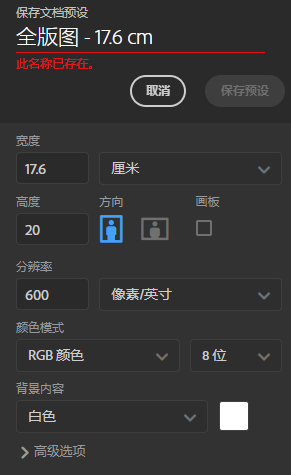 保存文档预设
全版图 - 17.6 cm
此名称已存在。
取消 保存预设
宽度
17.6 厘米
高度 方向 画板
20
分辨率
600 像素/英寸
颜色模式
RGB 颜色 8 位
背景内容
白色
高级选项